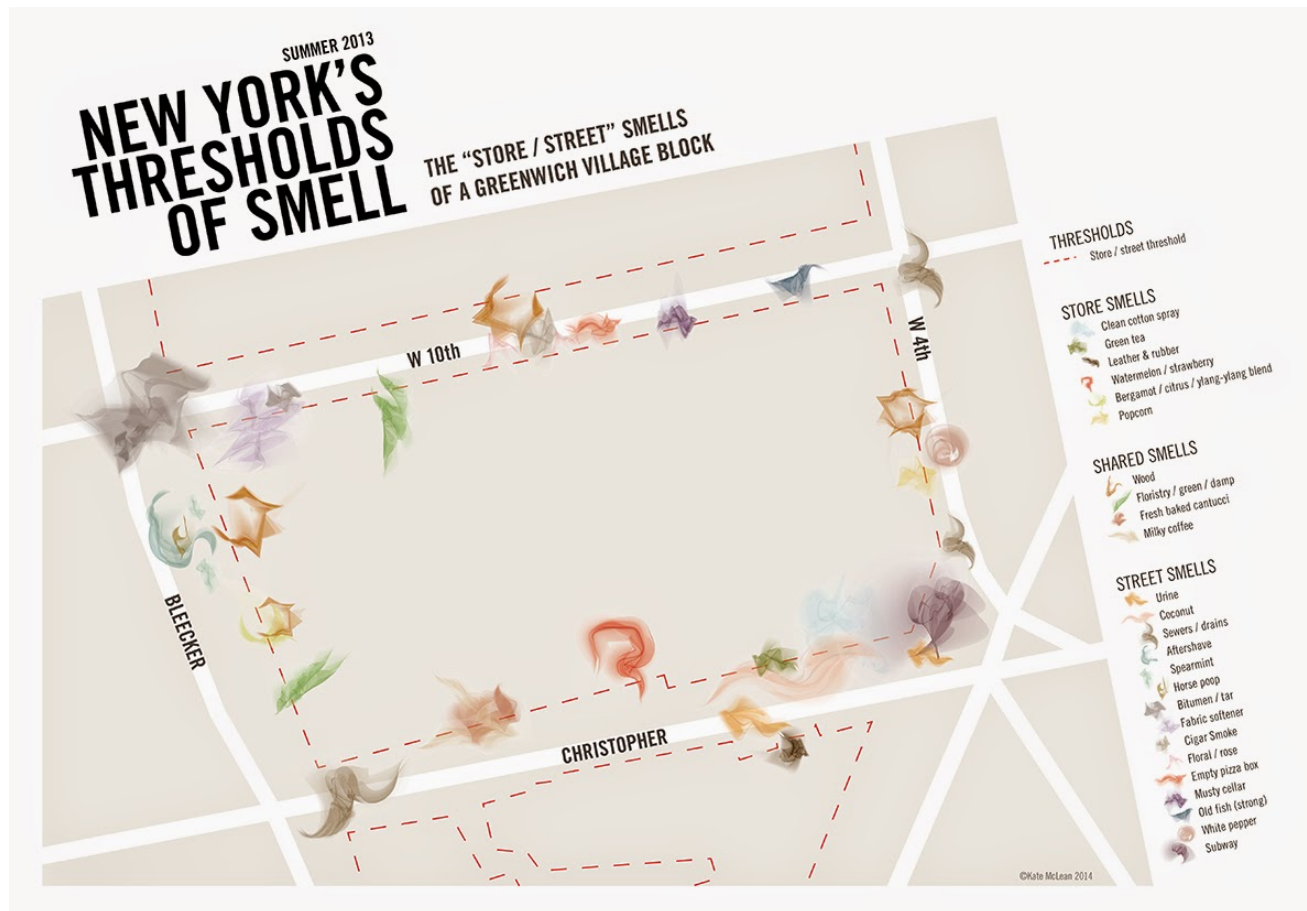 SUMMER 2013
NEW YORK'S
THRESHOLDS
OF SMELL
THE “STORE / STREET” SMELLS
OF A GREENWICH VILLAGE BLOCK
W 10th
W 4th
BLEECKER
CHRISTOPHER
THRESHOLDS
Store / street threshold
STORE SMELLS
Clean cotton spray
Green tea
Leather & rubber
Watermelon / strawberry
Bergamot / citrus / ylang-ylang blend
Popcorn
SHARED SMELLS
Wood
Floristry / green / damp
Fresh baked cantucci
Milky coffee
STREET SMELLS
Urine
Coconut
Sewers / drains
Aftershave
Spearmint
Horse poop
Bitumen / tar
Fabric softener
Cigar Smoke
Floral / rose
Empty pizza box
Musty cellar
Old fish (strong)
White pepper
Subway
©Kate McLean 2014